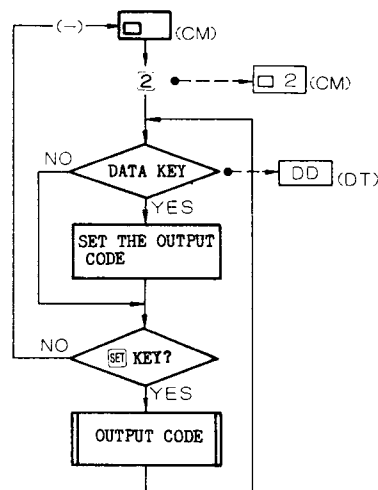 (−)
(CM)
2
2 (CM)
NO
DATA KEY
DD
(DT)
YES
SET THE OUTPUT
CODE
NO
SET KEY?
YES
OUTPUT CODE